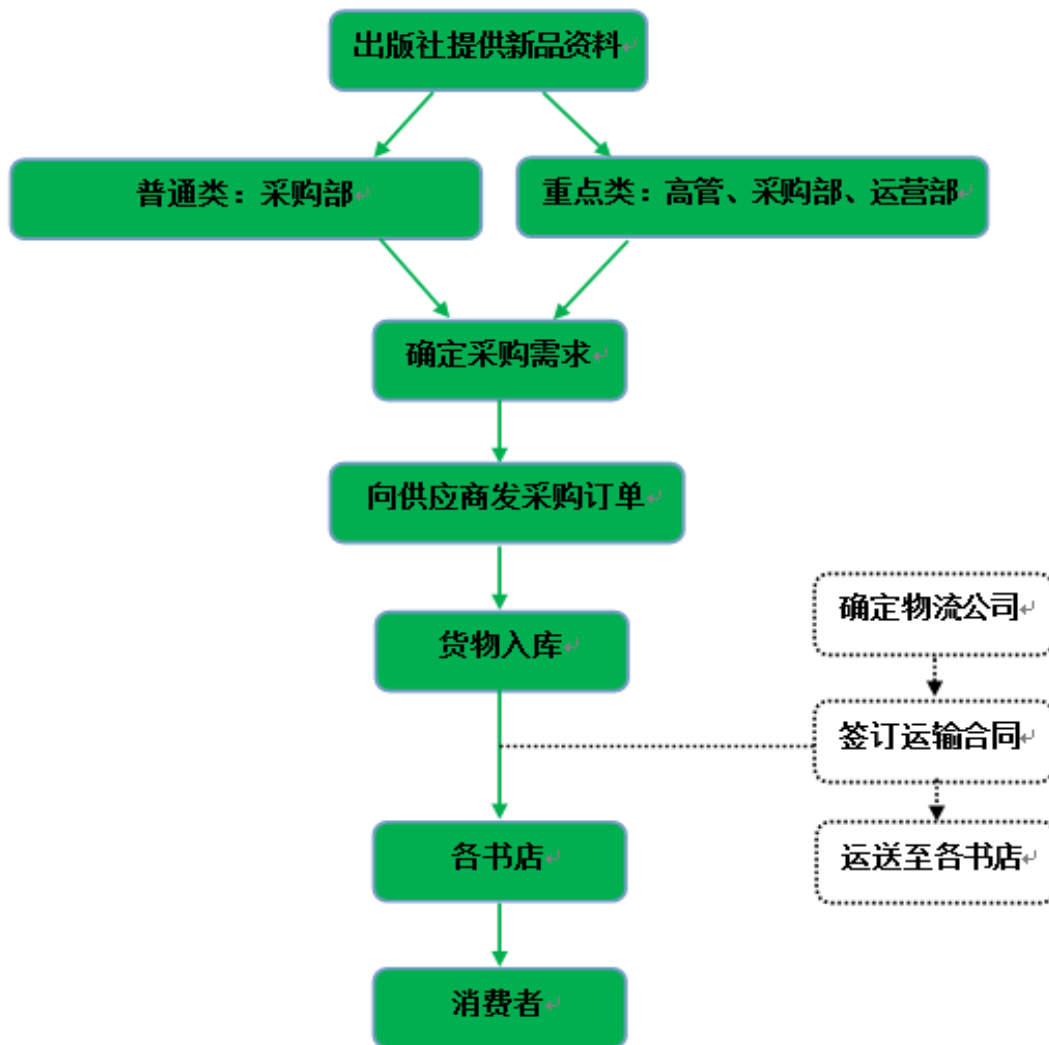 出版社提供新品资料
普通类：采购部
重点类：高管、采购部、运营部
确定采购需求
向供应商发采购订单
货物入库
确定物流公司
签订运输合同
运送至各书店
各书店
消费者